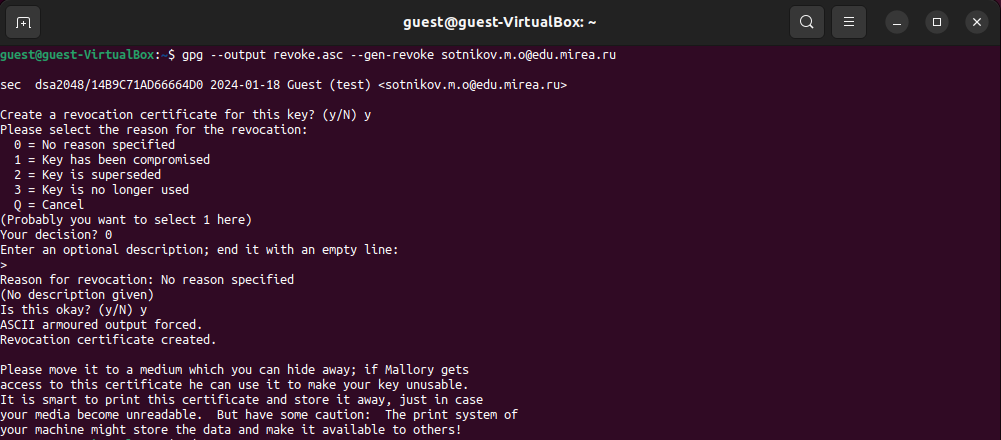 guest@guest-VirtualBox: ~
guest@guest-VirtualBox:~$ gpg --output revoke.asc --gen-revoke sotnikov.m.o@edu.mirea.ru
sec  dsa2048/14B9C71AD66664D0 2024-01-18 Guest (test) <sotnikov.m.o@edu.mirea.ru>
Create a revocation certificate for this key? (y/N) y
Please select the reason for the revocation:
  0 = No reason specified
  1 = Key has been compromised
  2 = Key is superseded
  3 = Key is no longer used
  Q = Cancel
(Probably you want to select 1 here)
Your decision? 0
Enter an optional description; end it with an empty line:
>
Reason for revocation: No reason specified
(No description given)
Is this okay? (y/N) y
ASCII armoured output forced.
Revocation certificate created.
Please move it to a medium which you can hide away; if Mallory gets
access to this certificate he can use it to make your key unusable.
It is smart to print this certificate and store it away, just in case
your media become unreadable.  But have some caution:  The print system of
your machine might store the data and make it available to others!